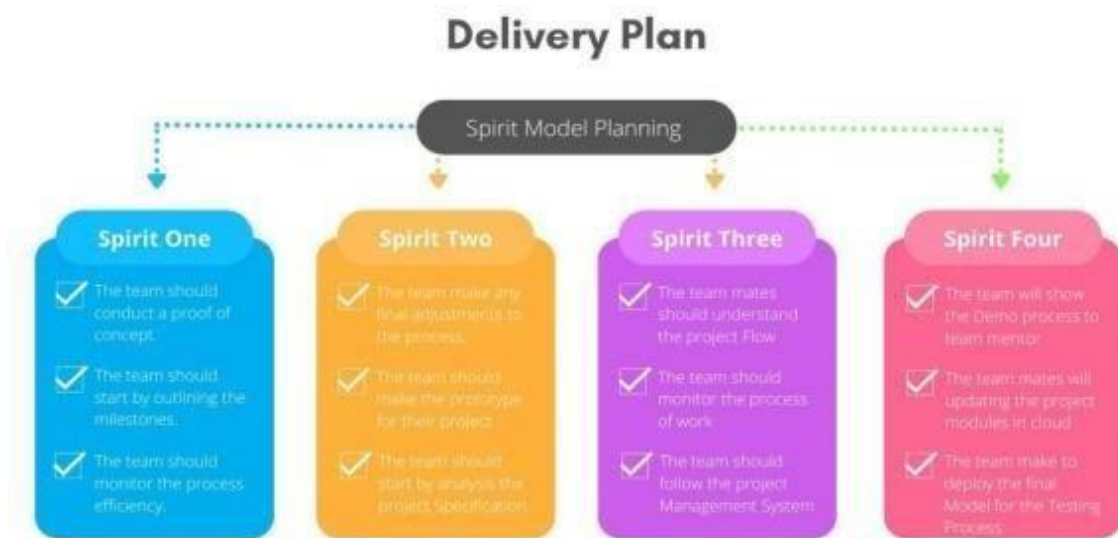 Delivery Plan
Spirit Model Planning
Spirit One
The team should
conduct a proof of
concept
The team should
start by outlining the
milestones.
The team should
monitor the process
efficiency.
Spirit Two
The team make any
final adjustments to
the process.
The team should
make the prototype
for their project
The team should
start by analysis the
project Specification
Spirit Three
The team mates
should understand
the project Flow
The team should
monitor the process
of work
The team should
follow the project
Management System
Spirit Four
The team will show
the Demo process to
team mentor
The team mates will
updating the project
modules in cloud
The team make to
deploy the final
Model for the Testing
Process